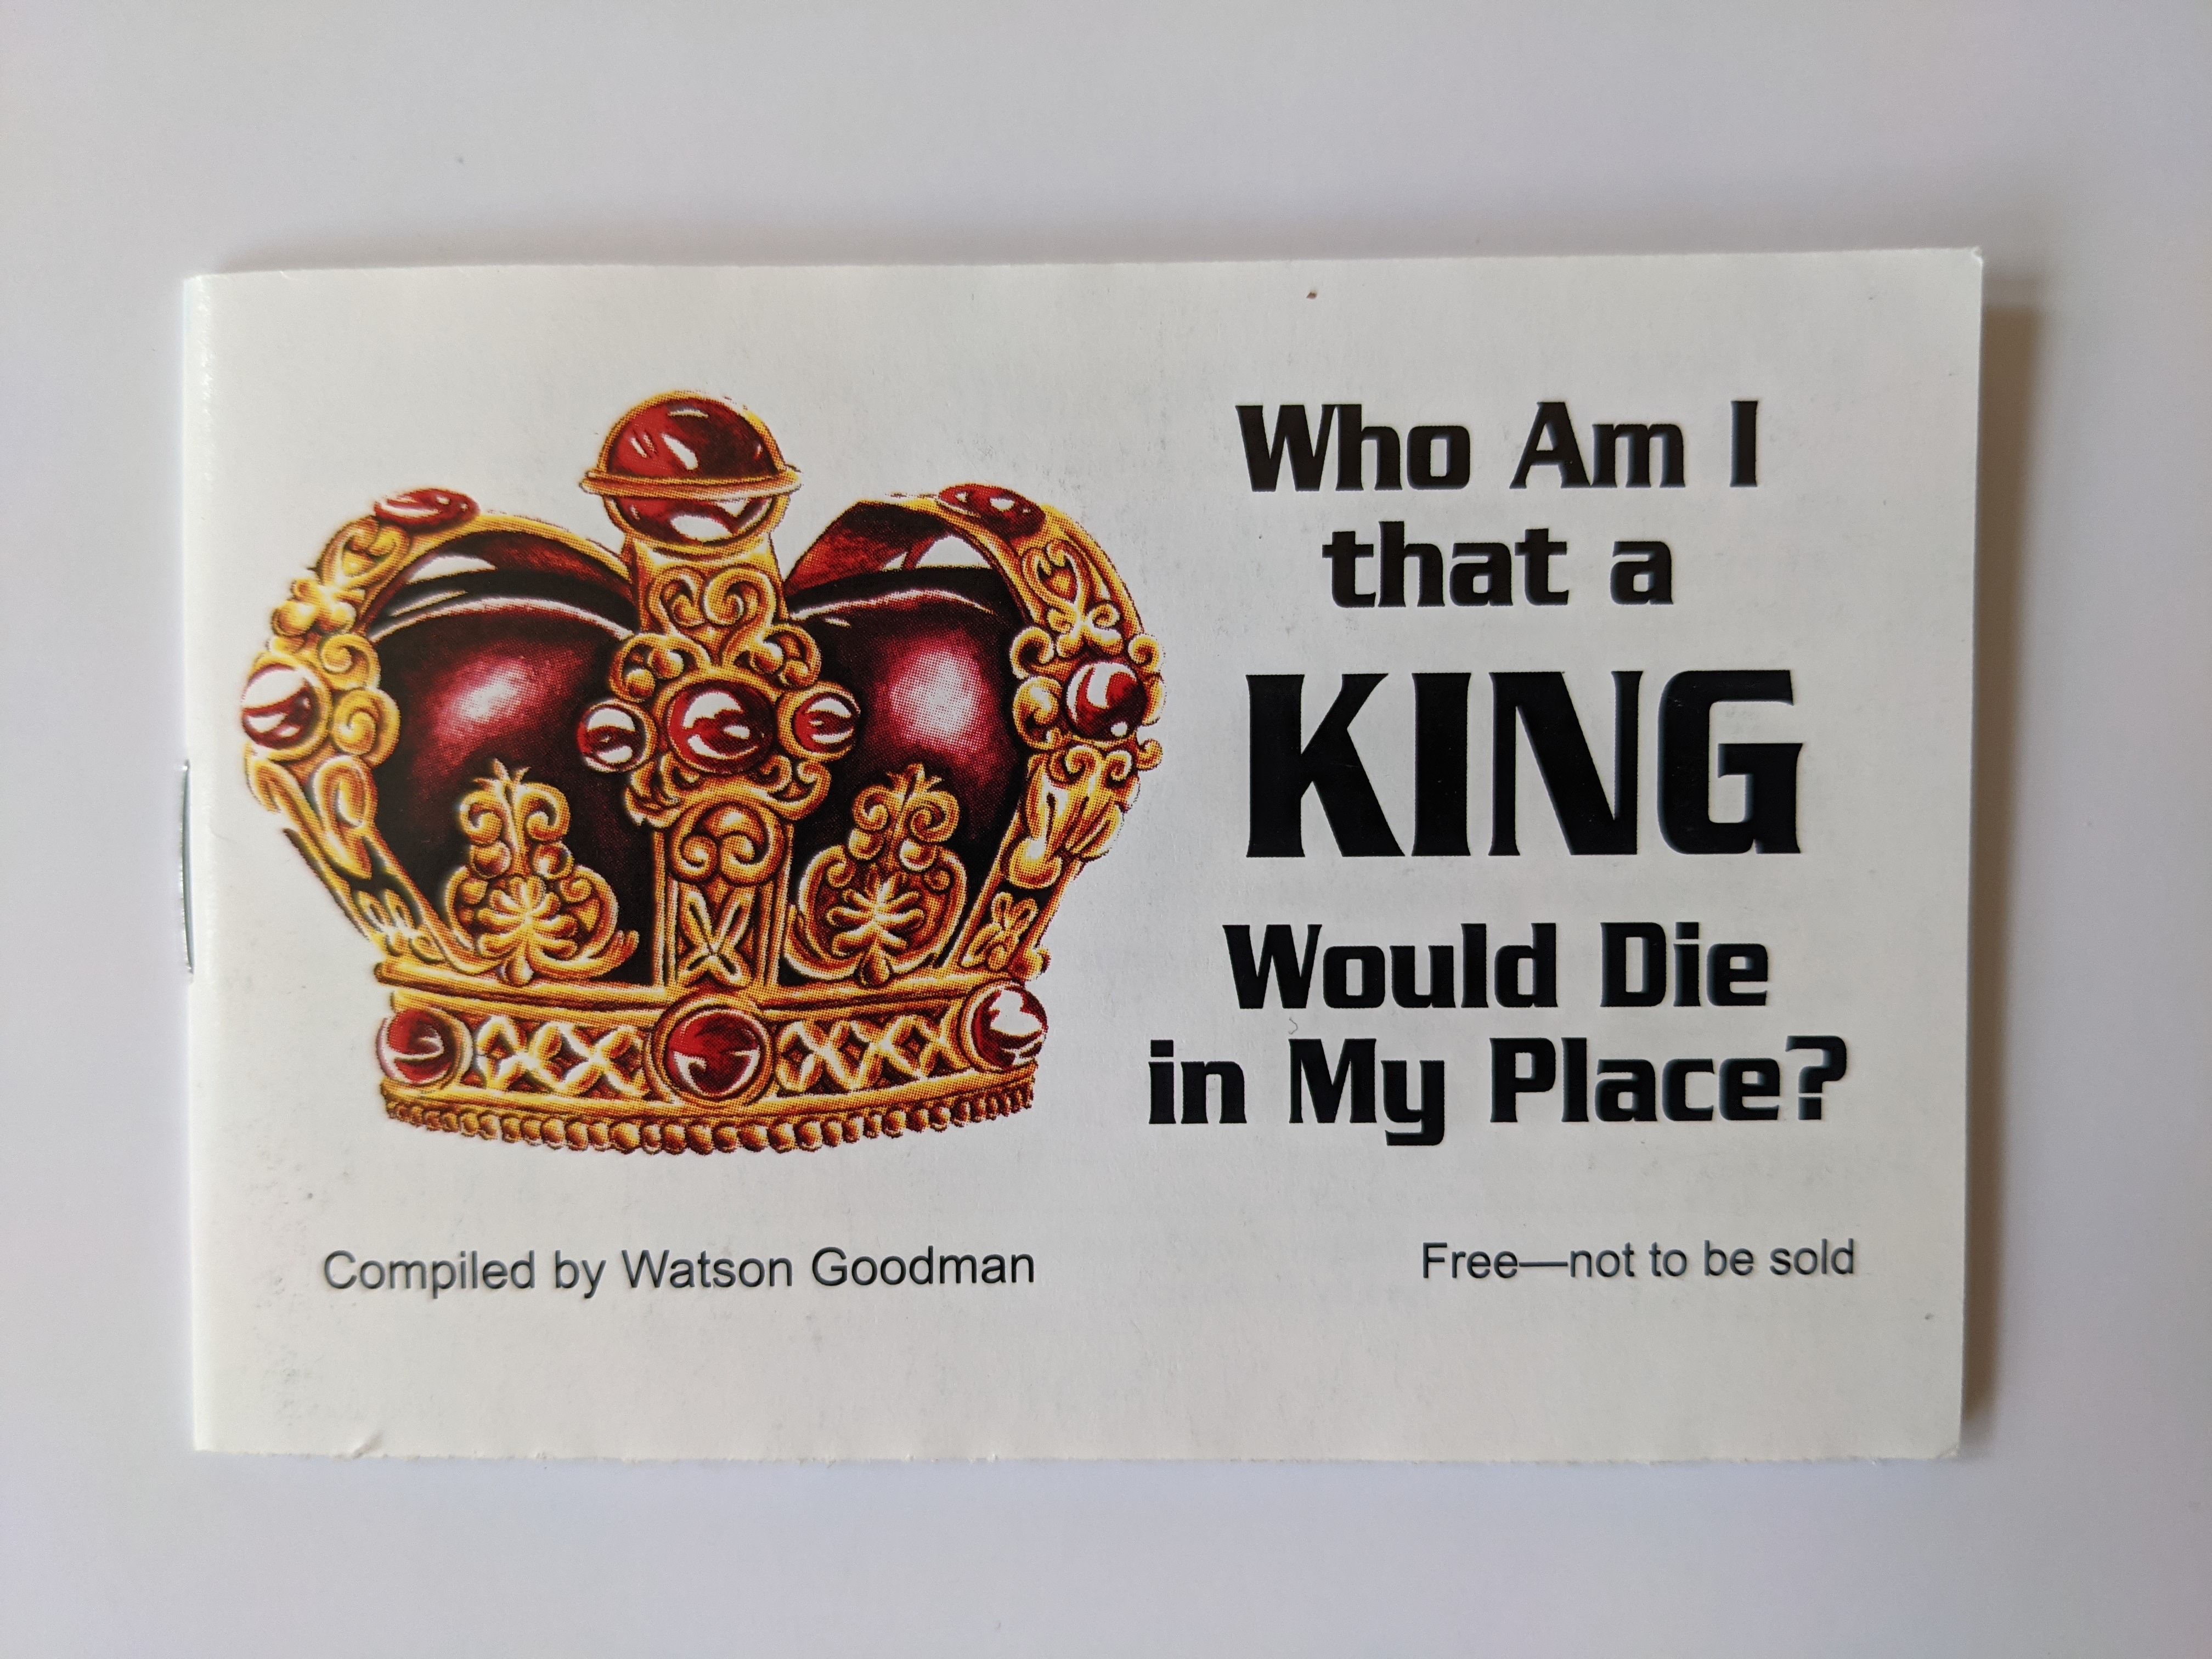 Who Am I
that a
KING
Would Die
in My Place?
Compiled by Watson Goodman
Free—not to be sold